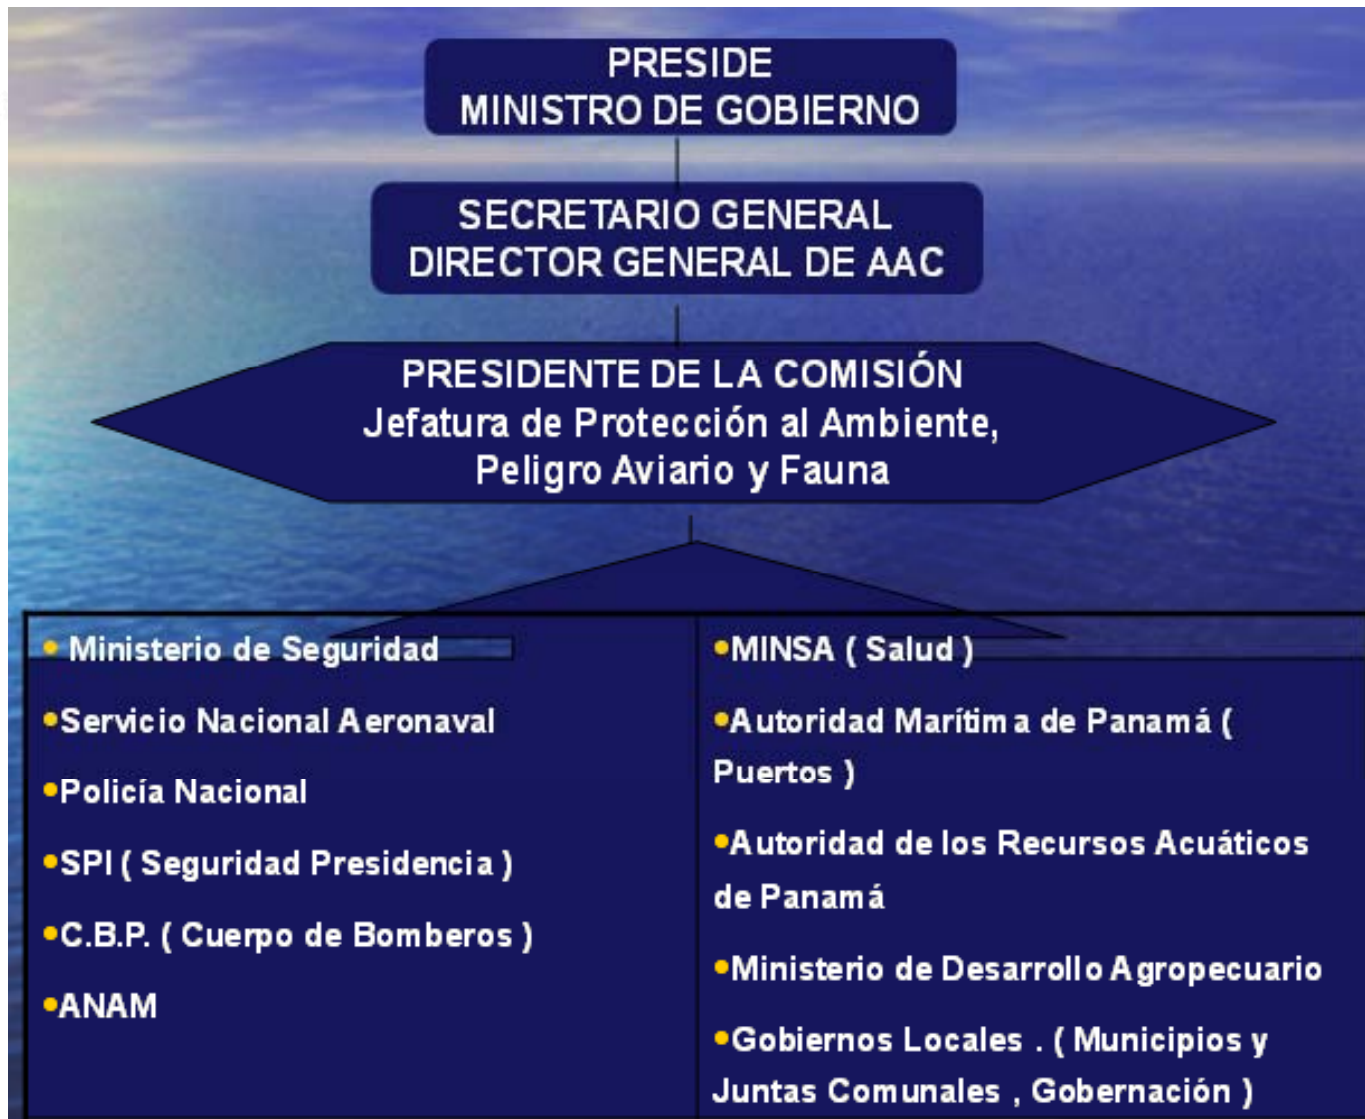 PRESIDE
MINISTRO DE GOBIERNO
SECRETARIO GENERAL
DIRECTOR GENERAL DE AAC
PRESIDENTE DE LA COMISIÓN
Jefatura de Protección al Ambiente,
Peligro Aviario y Fauna
• Ministerio de Seguridad
•Servicio Nacional Aeronaval
•Policía Nacional
•SPI ( Seguridad Presidencia )
•C.B.P. ( Cuerpo de Bomberos )
•ANAM
•MINSA ( Salud )
•Autoridad Marítima de Panamá (
Puertos )
•Autoridad de los Recursos Acuáticos
de Panamá
•Ministerio de Desarrollo Agropecuario
•Gobiernos Locales . ( Municipios y
Juntas Comunales , Gobernación )